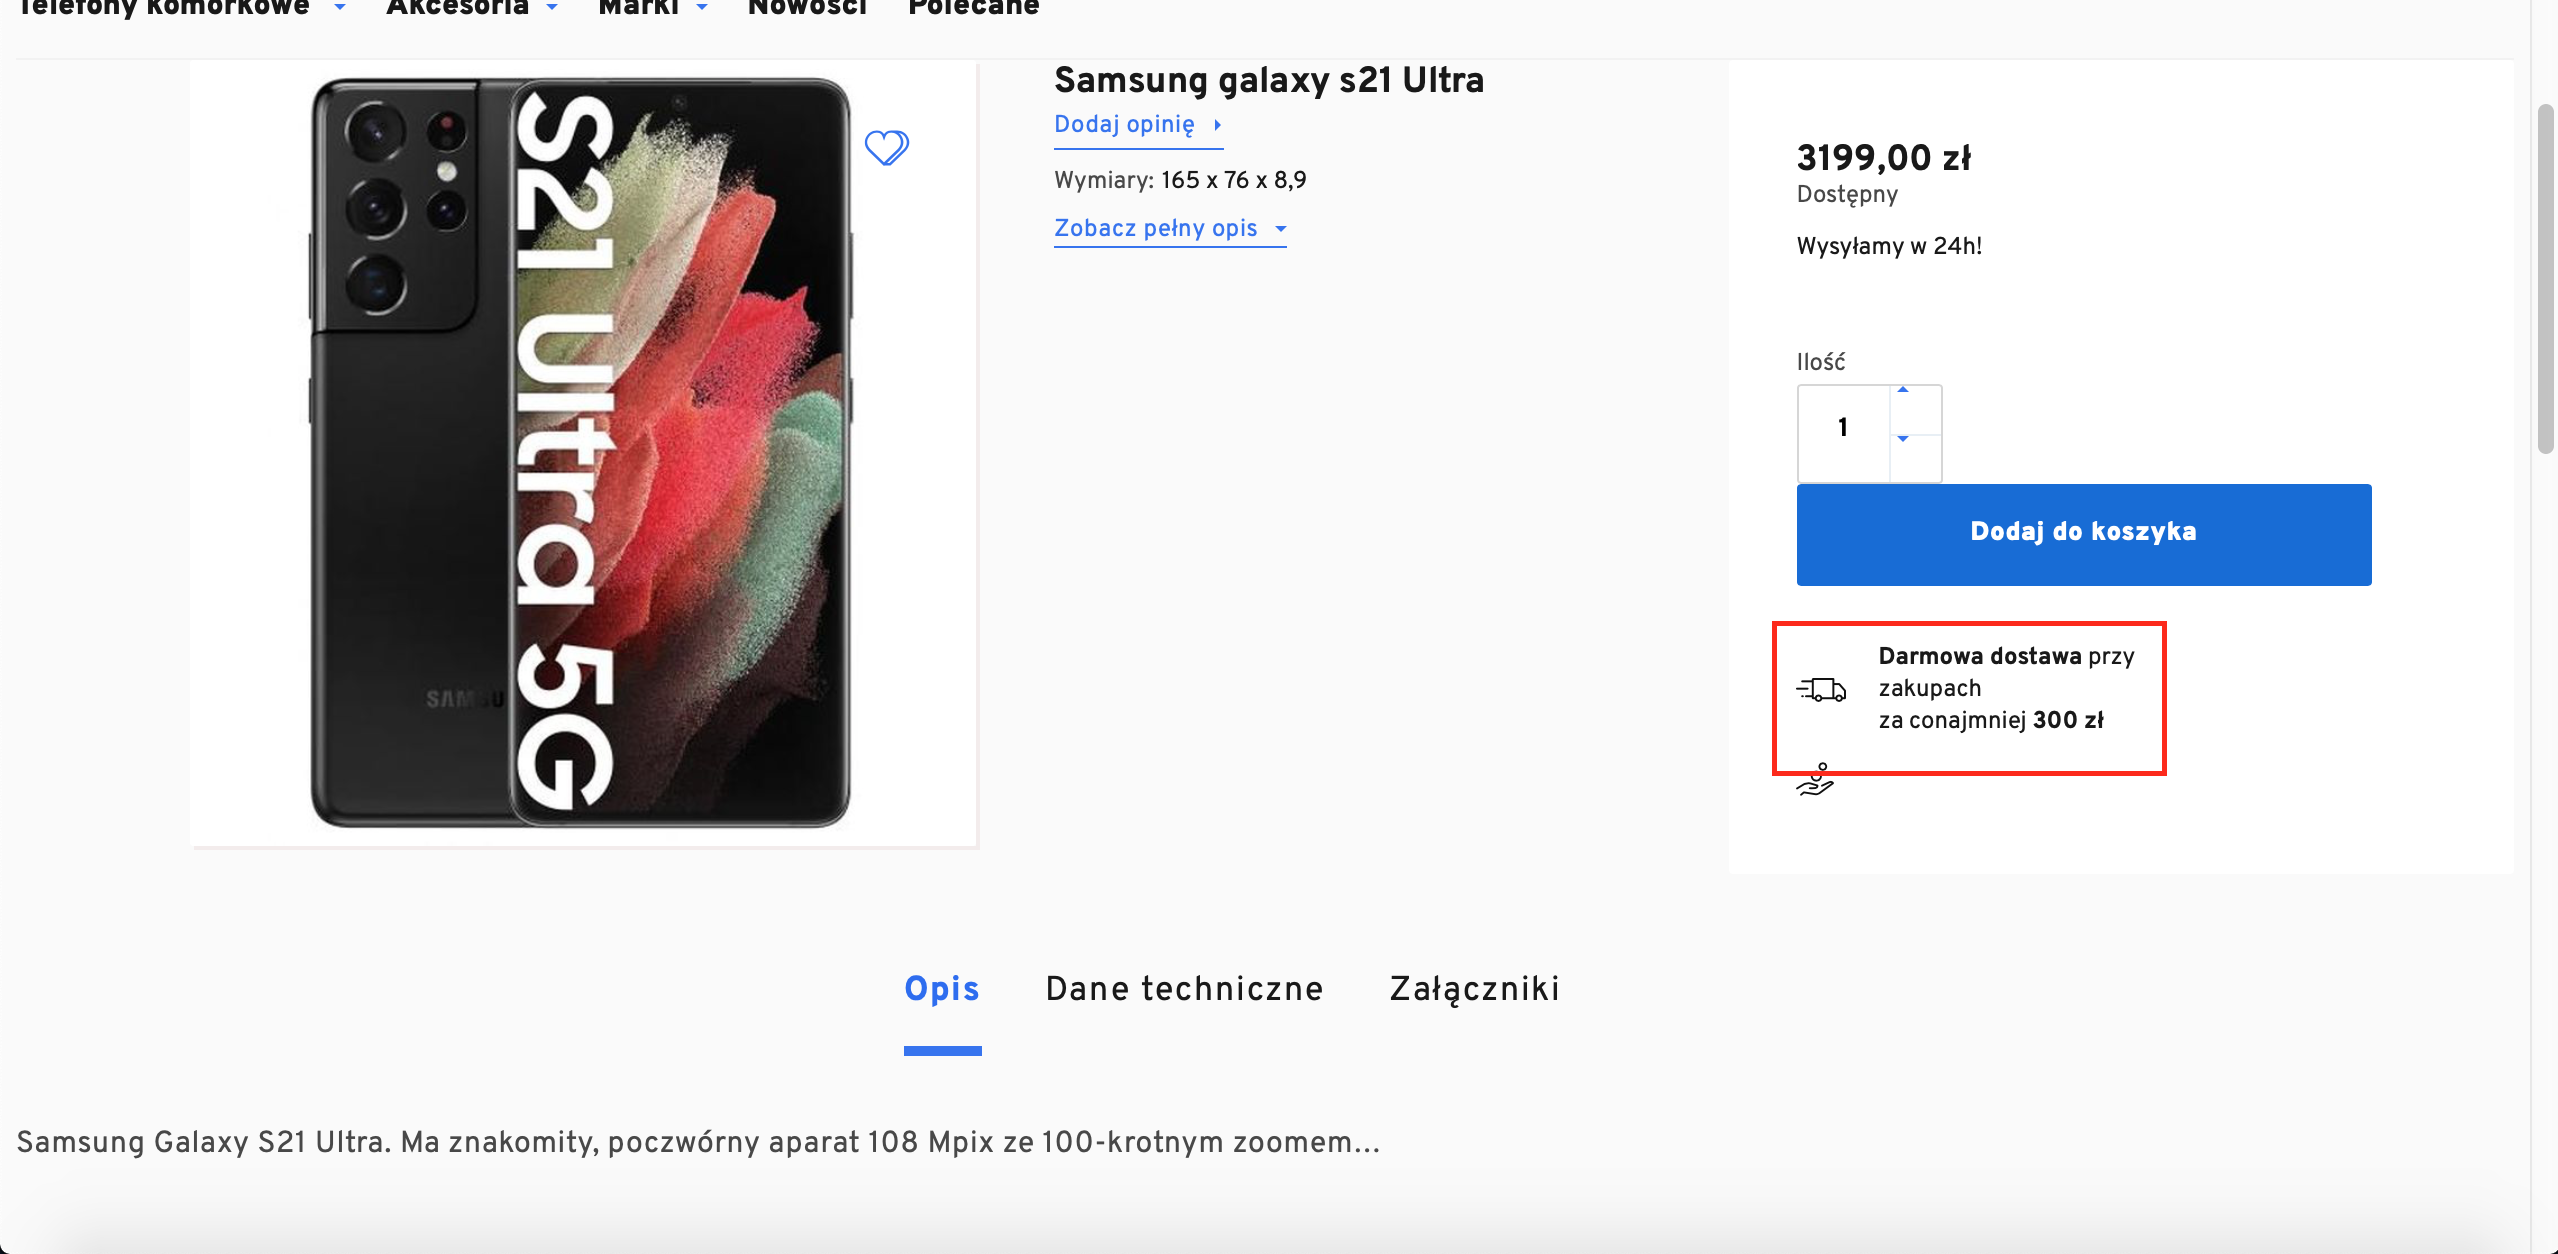 Telefony komórkowe
Akcesoria
Marki
Nowości
Polecane
S21 Ultra 5G
SAMSU
Samsung galaxy s21 Ultra
Dodaj opinię
Wymiary: 165 x 76 x 8,9
Zobacz pełny opis
3199,00 zł
Dostępny
Wysyłamy w 24h!
Ilość
1
Dodaj do koszyka
Darmowa dostawa przy
zakupach
za conajmniej 300 zł
Opis
Dane techniczne
Załączniki
Samsung Galaxy S21 Ultra. Ma znakomity, poczwórny aparat 108 Mpix ze 100-krotnym zoomem...